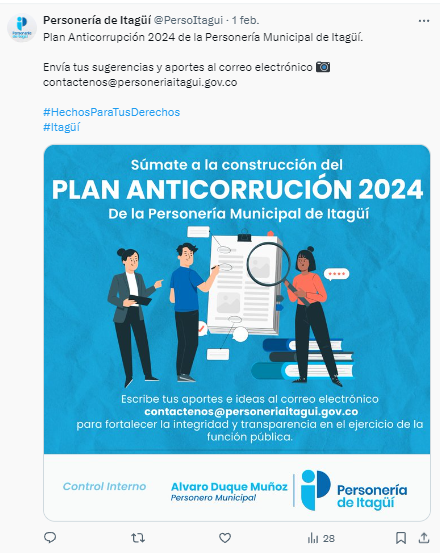 Personería de Itagüí @PersoItagui · 1 feb.
Plan Anticorrupción 2024 de la Personería Municipal de Itagüí.
Envía tus sugerencias y aportes al correo electrónico 📷
contactenos@personeriaitagui.gov.co
#HechosParaTusDerechos
#Itagüí
Súmate a la construcción del
PLAN ANTICORRUCIÓN 2024
De la Personería Municipal de Itagüí
Escribe tus aportes e ideas al correo electrónico
contactenos@personeriaitagui.gov.co
para fortalecer la integridad y transparencia en el ejercicio de la
función pública.
Control Interno
Alvaro Duque Muñoz
Personero Municipal
Personería
de Itagüí
28